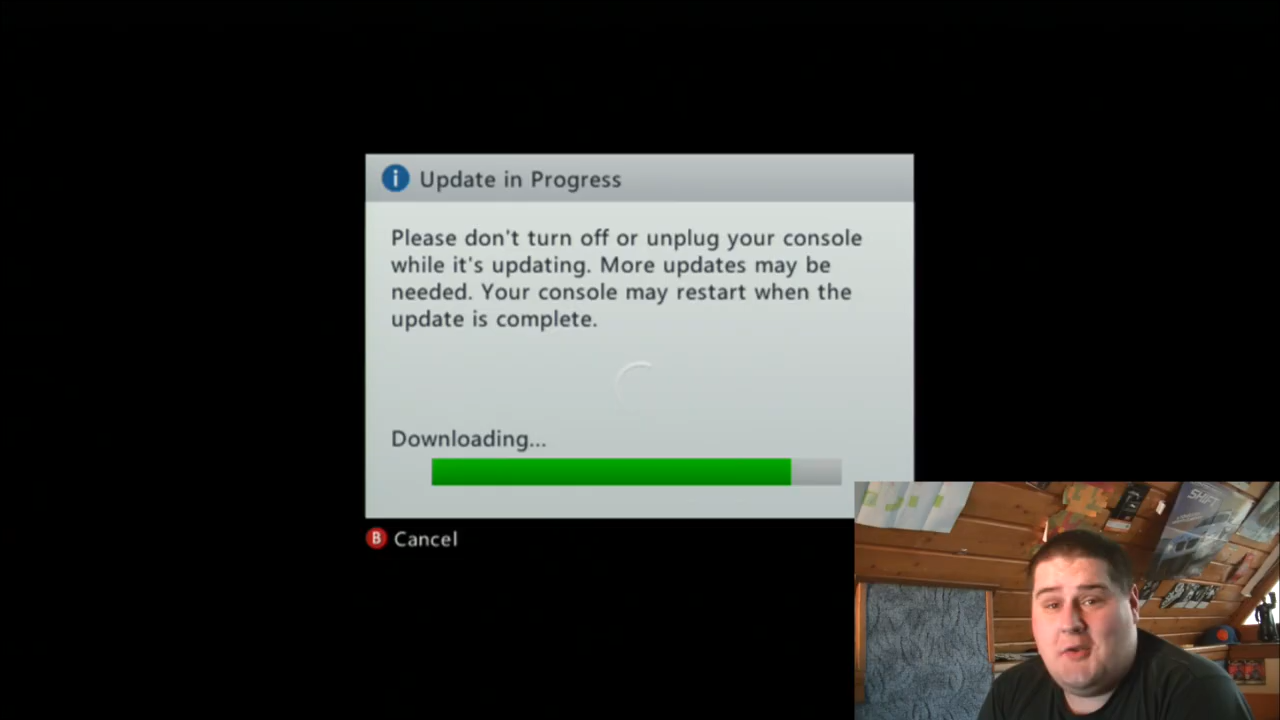 Update in Progress
Please don't turn off or unplug your console
while it's updating. More updates may be
needed. Your console may restart when the
update is complete.
Downloading...
B Cancel
SHIFT